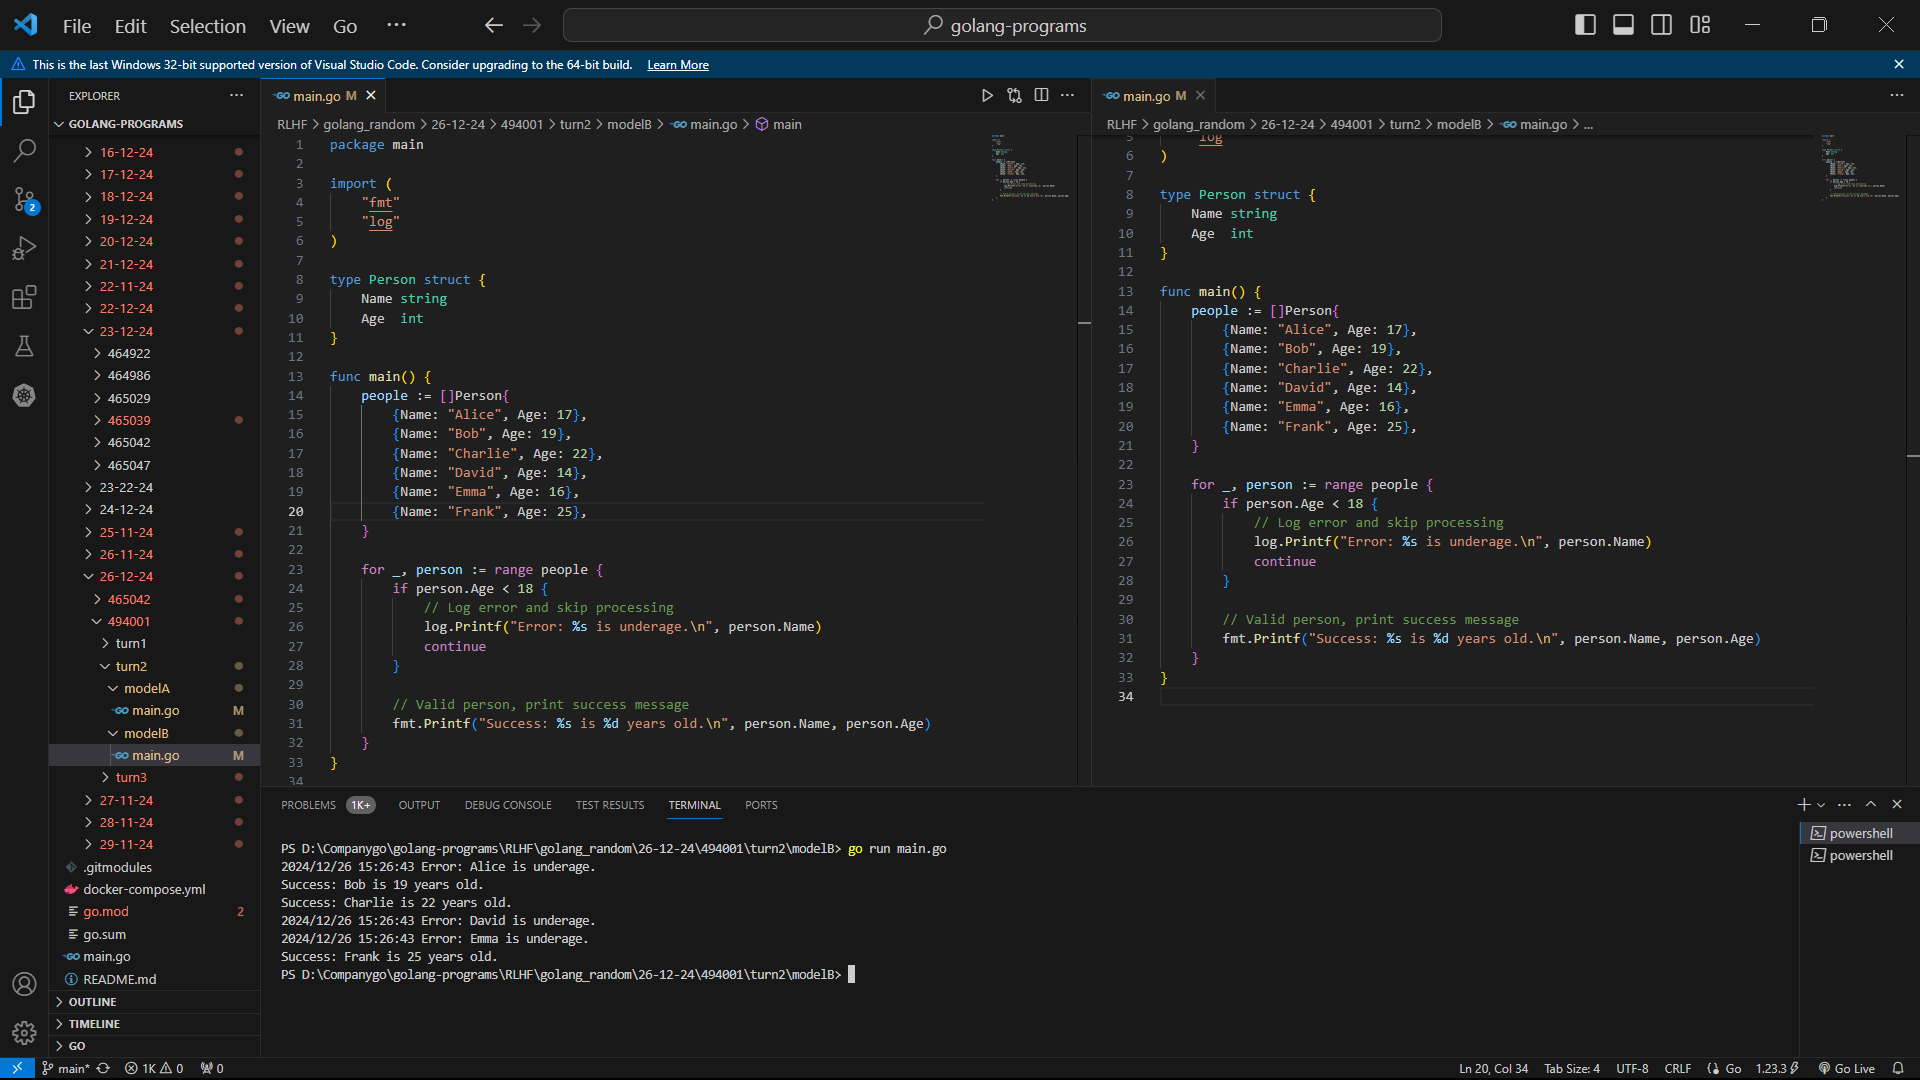 File Edit Selection View Go ···
golang-programs
This is the last Windows 32-bit supported version of Visual Studio Code. Consider upgrading to the 64-bit build. Learn More
EXPLORER
GOLANG-PROGRAMS
16-12-24
17-12-24
18-12-24
19-12-24
20-12-24
21-12-24
22-11-24
22-12-24
23-12-24
464922
464986
465029
465039
465042
465047
23-22-24
24-12-24
25-11-24
26-11-24
26-12-24
465042
494001
turn1
turn2
modelA
main.go M
modelB
main.go M
turn3
27-11-24
28-11-24
29-11-24
.gitmodules
docker-compose.yml
go.mod 2
go.sum
main.go
README.md
OUTLINE
TIMELINE
GO
2
main.go M
RLHF > golang_random > 26-12-24 > 494001 > turn2 > modelB > main.go > main
1 package main
2
3 import (
4 "fmt"
5 "log"
6 )
7
8 type Person struct {
9 Name string
10 Age int
11 }
12
13 func main() {
14 people := []Person{
15 {Name: "Alice", Age: 17},
16 {Name: "Bob", Age: 19},
17 {Name: "Charlie", Age: 22},
18 {Name: "David", Age: 14},
19 {Name: "Emma", Age: 16},
20 {Name: "Frank", Age: 25},
21 }
22
23 for _, person := range people {
24 if person.Age < 18 {
25 // Log error and skip processing
26 log.Printf("Error: %s is underage.\n", person.Name)
27 continue
28 }
29
30 // Valid person, print success message
31 fmt.Printf("Success: %s is %d years old.\n", person.Name, person.Age)
32 }
33 }
34
main.go M
RLHF > golang_random > 26-12-24 > 494001 > turn2 > modelB > main.go > ...
5 log
6 )
7
8 type Person struct {
9 Name string
10 Age int
11 }
12
13 func main() {
14 people := []Person{
15 {Name: "Alice", Age: 17},
16 {Name: "Bob", Age: 19},
17 {Name: "Charlie", Age: 22},
18 {Name: "David", Age: 14},
19 {Name: "Emma", Age: 16},
20 {Name: "Frank", Age: 25},
21 }
22
23 for _, person := range people {
24 if person.Age < 18 {
25 // Log error and skip processing
26 log.Printf("Error: %s is underage.\n", person.Name)
27 continue
28 }
29
30 // Valid person, print success message
31 fmt.Printf("Success: %s is %d years old.\n", person.Name, person.Age)
32 }
33 }
34
PROBLEMS 1K+ OUTPUT DEBUG CONSOLE TEST RESULTS TERMINAL PORTS
PS D:\Companygo\golang-programs\RLHF\golang_random\26-12-24\494001\turn2\modelB> go run main.go
2024/12/26 15:26:43 Error: Alice is underage.
Success: Bob is 19 years old.
Success: Charlie is 22 years old.
2024/12/26 15:26:43 Error: David is underage.
2024/12/26 15:26:43 Error: Emma is underage.
Success: Frank is 25 years old.
PS D:\Companygo\golang-programs\RLHF\golang_random\26-12-24\494001\turn2\modelB>
powershell
powershell
main* 1K 0 0
Ln 20, Col 34 Tab Size: 4 UTF-8 CRLF Go 1.23.3 Go Live